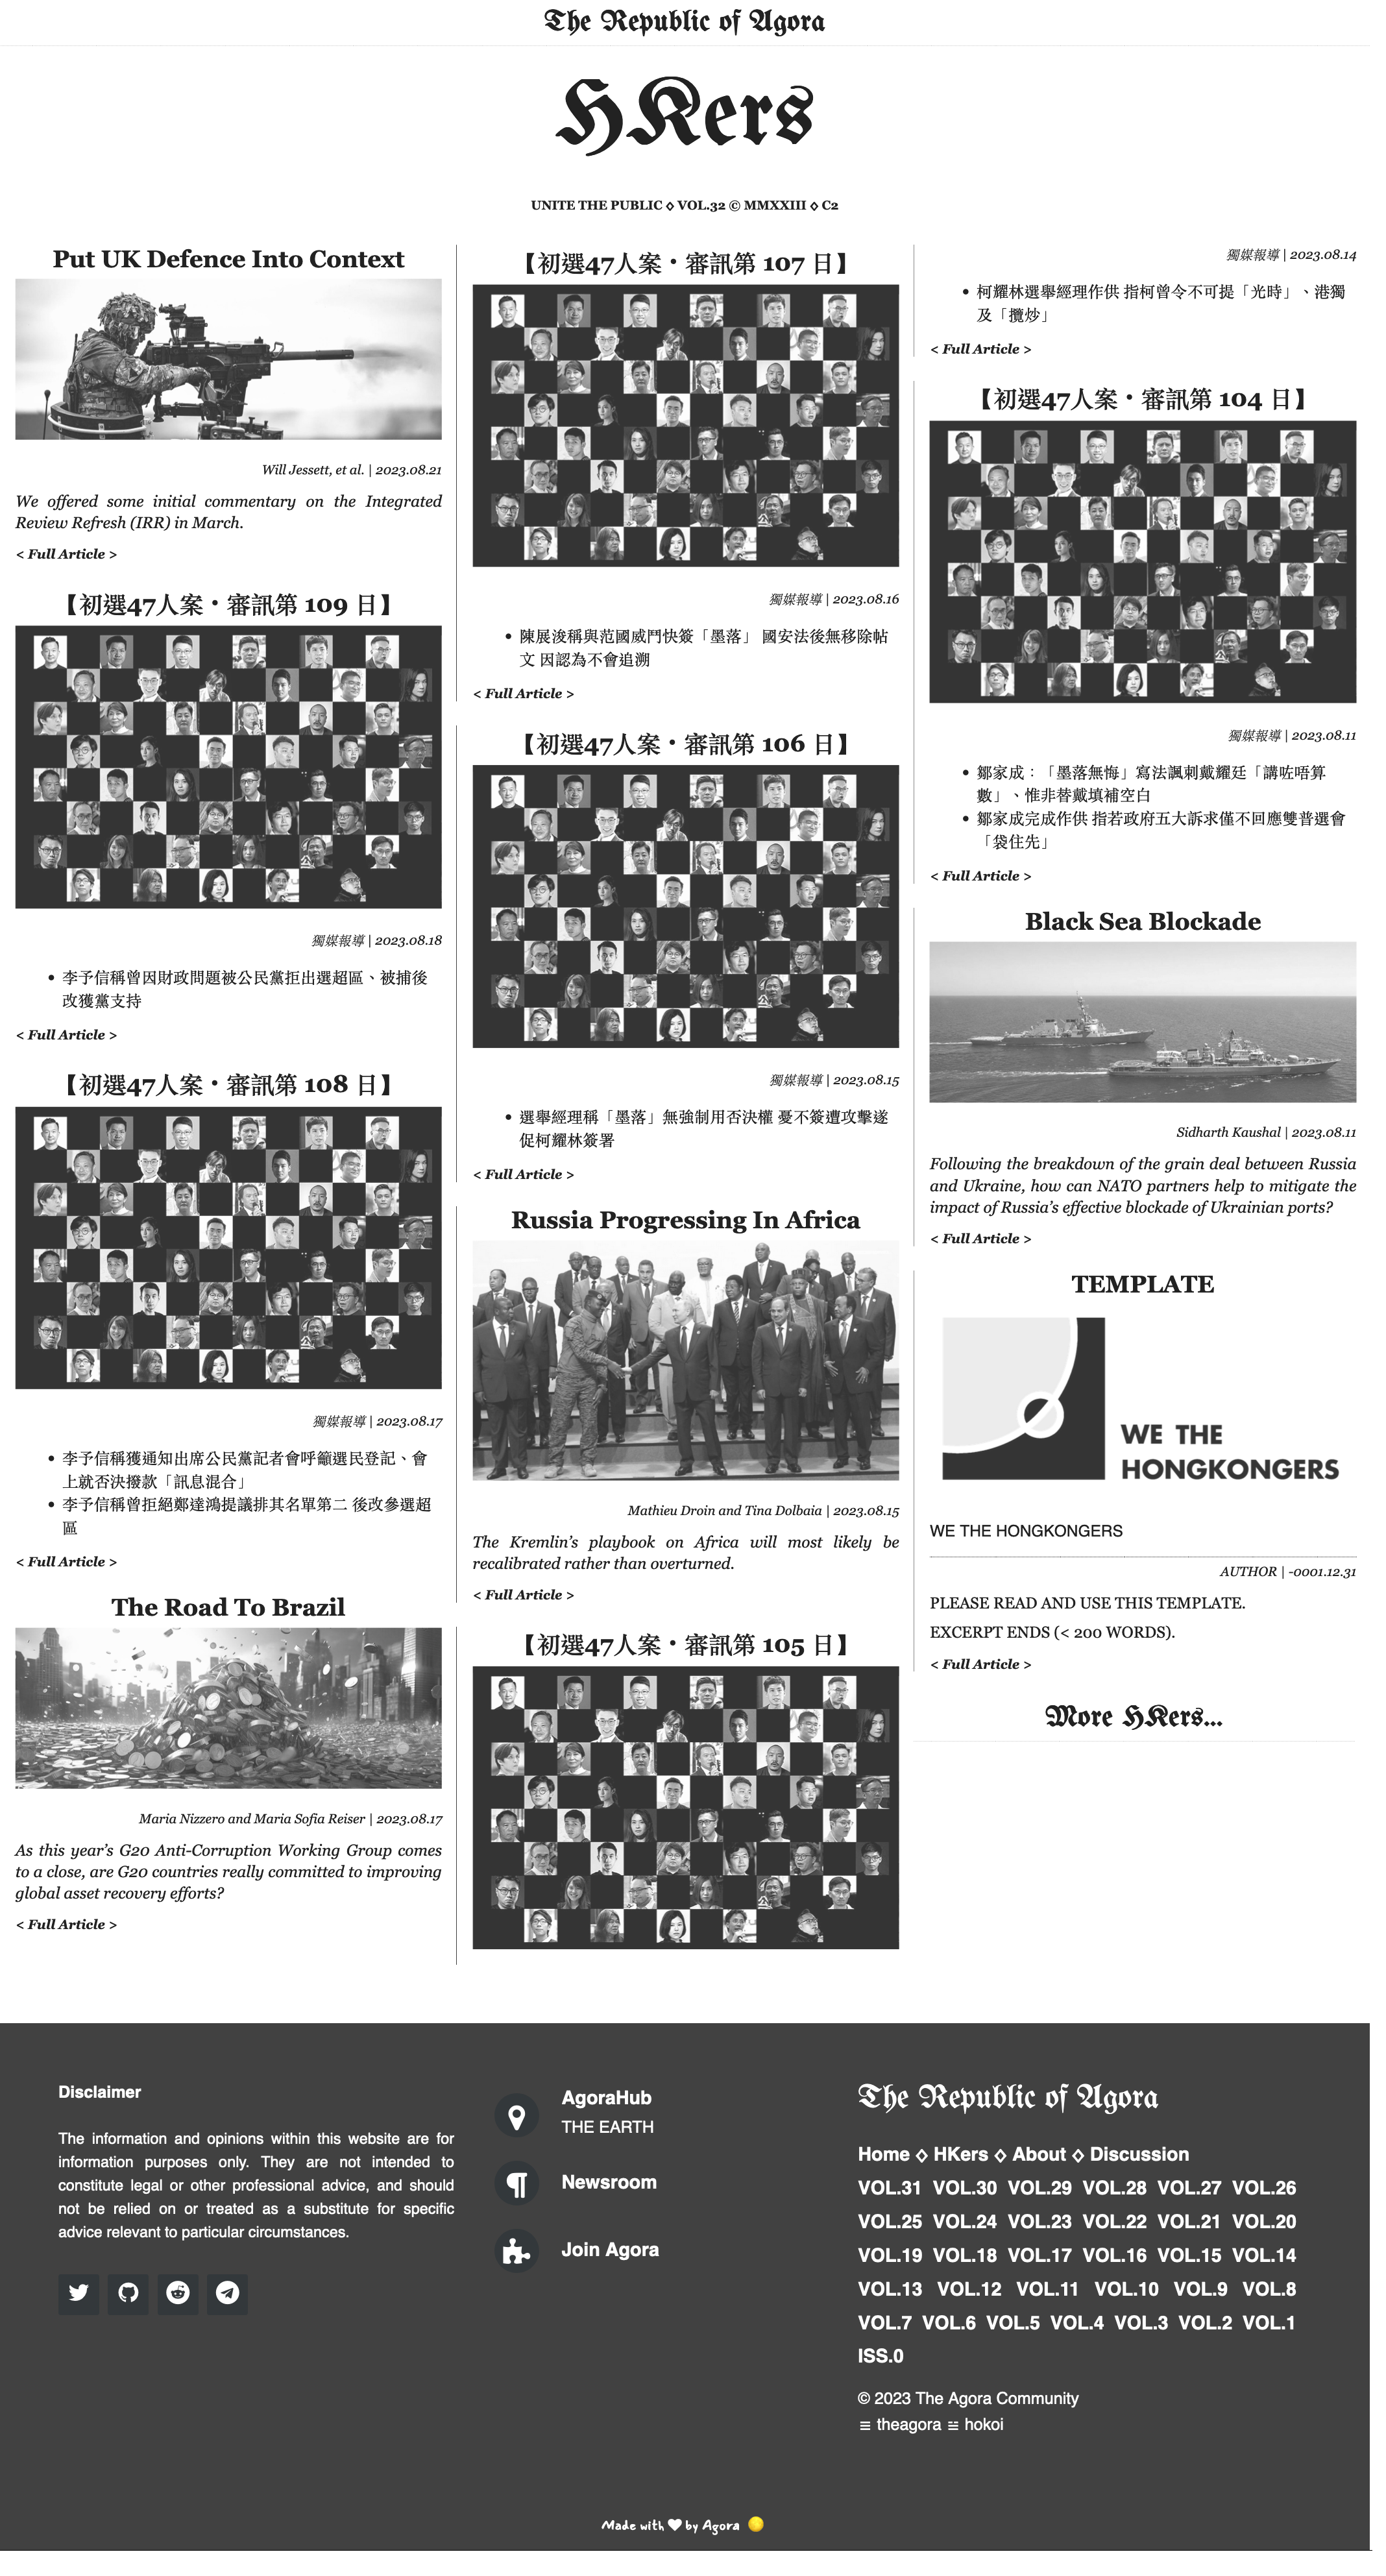 The Republic of Agora
HKers
UNITE THE PUBLIC ◊ VOL.32 © MMXXIII ◊ C2
Put UK Defence Into Context
Will Jessett, et al. | 2023.08.21
We offered some initial commentary on the Integrated
Review Refresh (IRR) in March.
< Full Article >
【初選47人案・審訊第 109 日】
獨媒報導 | 2023.08.18
• 李予信稱曾因財政問題被公民黨拒出選超區、被捕後
改獲黨支持
< Full Article >
【初選47人案・審訊第 108 日】
獨媒報導 | 2023.08.17
• 李予信稱獲通知出席公民黨記者會呼籲選民登記、會
上就否決撥款「訊息混合」
• 李予信稱曾拒絕鄭達鴻提議排其名單第二 後改參選超
區
< Full Article >
The Road To Brazil
Maria Nizzero and Maria Sofia Reiser | 2023.08.17
As this year’s G20 Anti-Corruption Working Group comes
to a close, are G20 countries really committed to improving
global asset recovery efforts?
< Full Article >
【初選47人案・審訊第 107 日】
獨媒報導 | 2023.08.16
• 陳展浚稱與范國威鬥快簽「墨落」 國安法後無移除帖
文 因認為不會追溯
< Full Article >
【初選47人案・審訊第 106 日】
獨媒報導 | 2023.08.15
• 選舉經理稱「墨落」無強制用否決權 憂不簽遭攻擊遂
促柯耀林簽署
< Full Article >
Russia Progressing In Africa
Mathieu Droin and Tina Dolbaia | 2023.08.15
The Kremlin’s playbook on Africa will most likely be
recalibrated rather than overturned.
< Full Article >
【初選47人案・審訊第 105 日】
獨媒報導 | 2023.08.14
• 柯耀林選舉經理作供 指柯曾令不可提「光時」、港獨
及「攬炒」
< Full Article >
【初選47人案・審訊第 104 日】
獨媒報導 | 2023.08.11
• 鄒家成：「墨落無悔」寫法諷刺戴耀廷「講咗唔算
數」、惟非替戴填補空白
• 鄒家成完成作供 指若政府五大訴求僅不回應雙普選會
「袋住先」
< Full Article >
Black Sea Blockade
Sidharth Kaushal | 2023.08.11
Following the breakdown of the grain deal between Russia
and Ukraine, how can NATO partners help to mitigate the
impact of Russia’s effective blockade of Ukrainian ports?
< Full Article >
TEMPLATE
WE THE
HONGKONGERS
WE THE HONGKONGERS
AUTHOR | -0001.12.31
PLEASE READ AND USE THIS TEMPLATE.
EXCERPT ENDS (< 200 WORDS).
< Full Article >
More HKers...
Disclaimer
The information and opinions within this website are for
information purposes only. They are not intended to
constitute legal or other professional advice, and should
not be relied on or treated as a substitute for specific
advice relevant to particular circumstances.
AgoraHub
THE EARTH
Newsroom
Join Agora
The Republic of Agora
Home ◊ HKers ◊ About ◊ Discussion
VOL.31 VOL.30 VOL.29 VOL.28 VOL.27 VOL.26
VOL.25 VOL.24 VOL.23 VOL.22 VOL.21 VOL.20
VOL.19 VOL.18 VOL.17 VOL.16 VOL.15 VOL.14
VOL.13 VOL.12 VOL.11 VOL.10 VOL.9 VOL.8
VOL.7 VOL.6 VOL.5 VOL.4 VOL.3 VOL.2 VOL.1
ISS.0
© 2023 The Agora Community
theagora hokoi
Made with ♥ by Agora